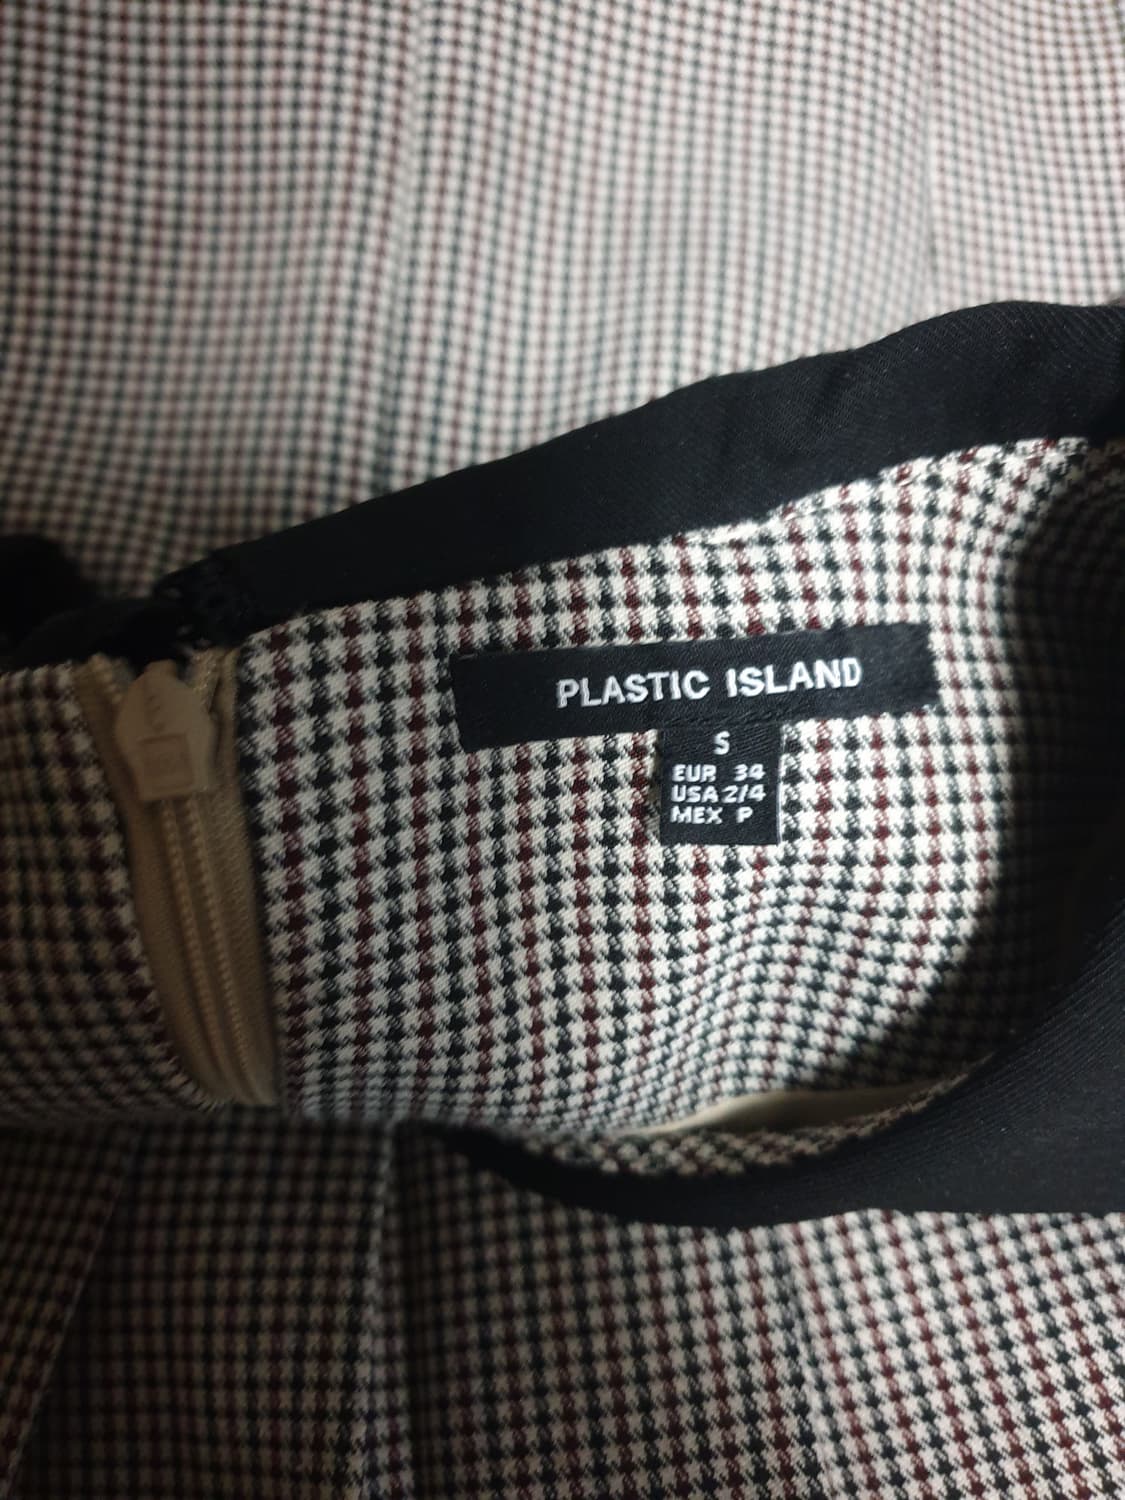 PLASTIC ISLAND
S
EUR 34
USA 2/4
MEX P